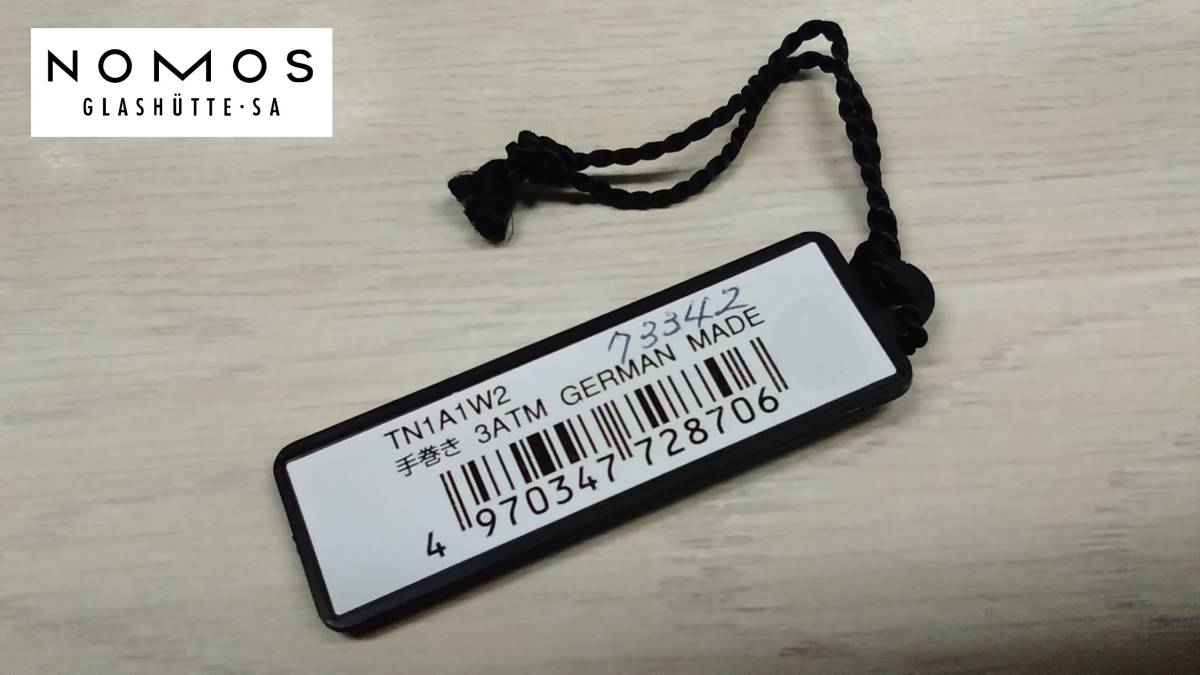 NOMOS
GLASHÜTTE·SA
73342
TN1A1W2
手巻き 3ATM GERMAN MADE
4 970347 728706